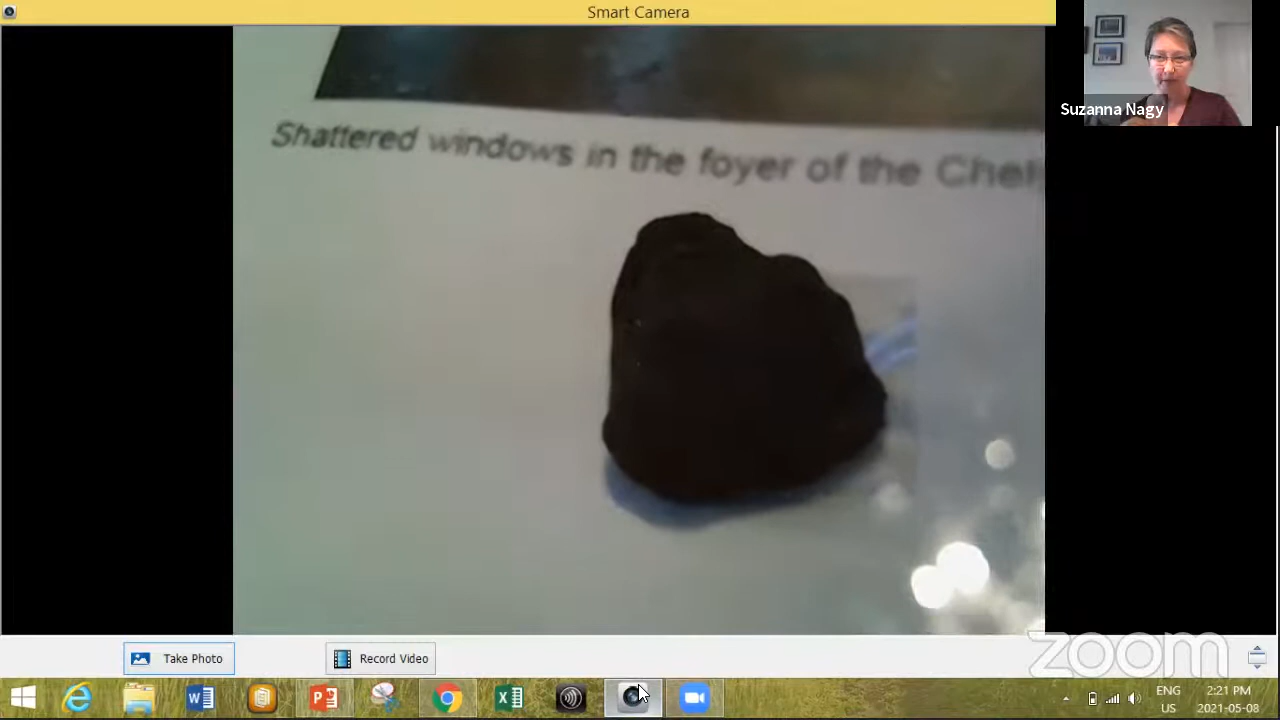 Smart Camera
Suzanna Nagy
Shattered windows in the foyer of the
Take Photo
Record Video
zoom
ENG
US
2:21 PM
2021-05-08